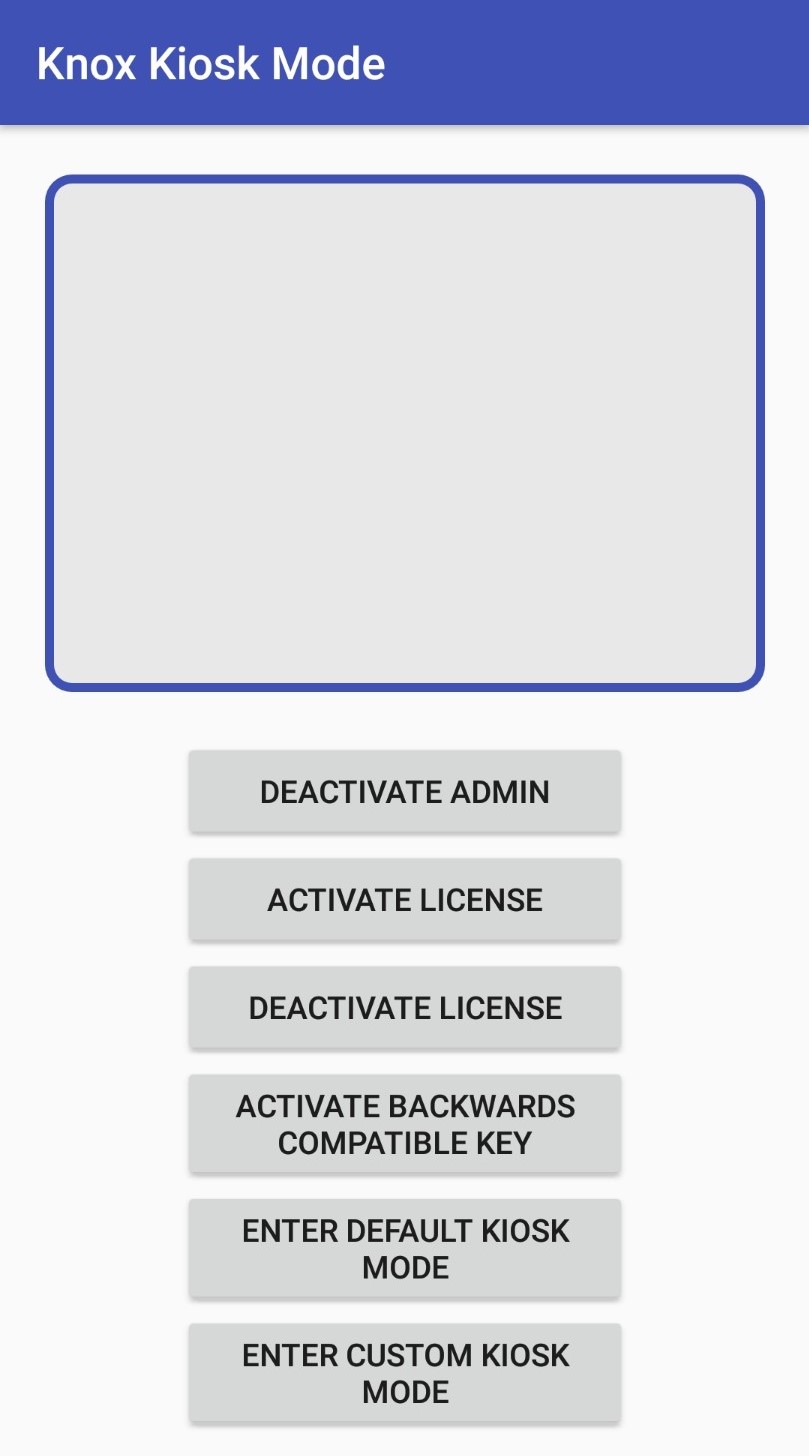 Knox Kiosk Mode
DEACTIVATE ADMIN
ACTIVATE LICENSE
DEACTIVATE LICENSE
ACTIVATE BACKWARDS
COMPATIBLE KEY
ENTER DEFAULT KIOSK
MODE
ENTER CUSTOM KIOSK
MODE